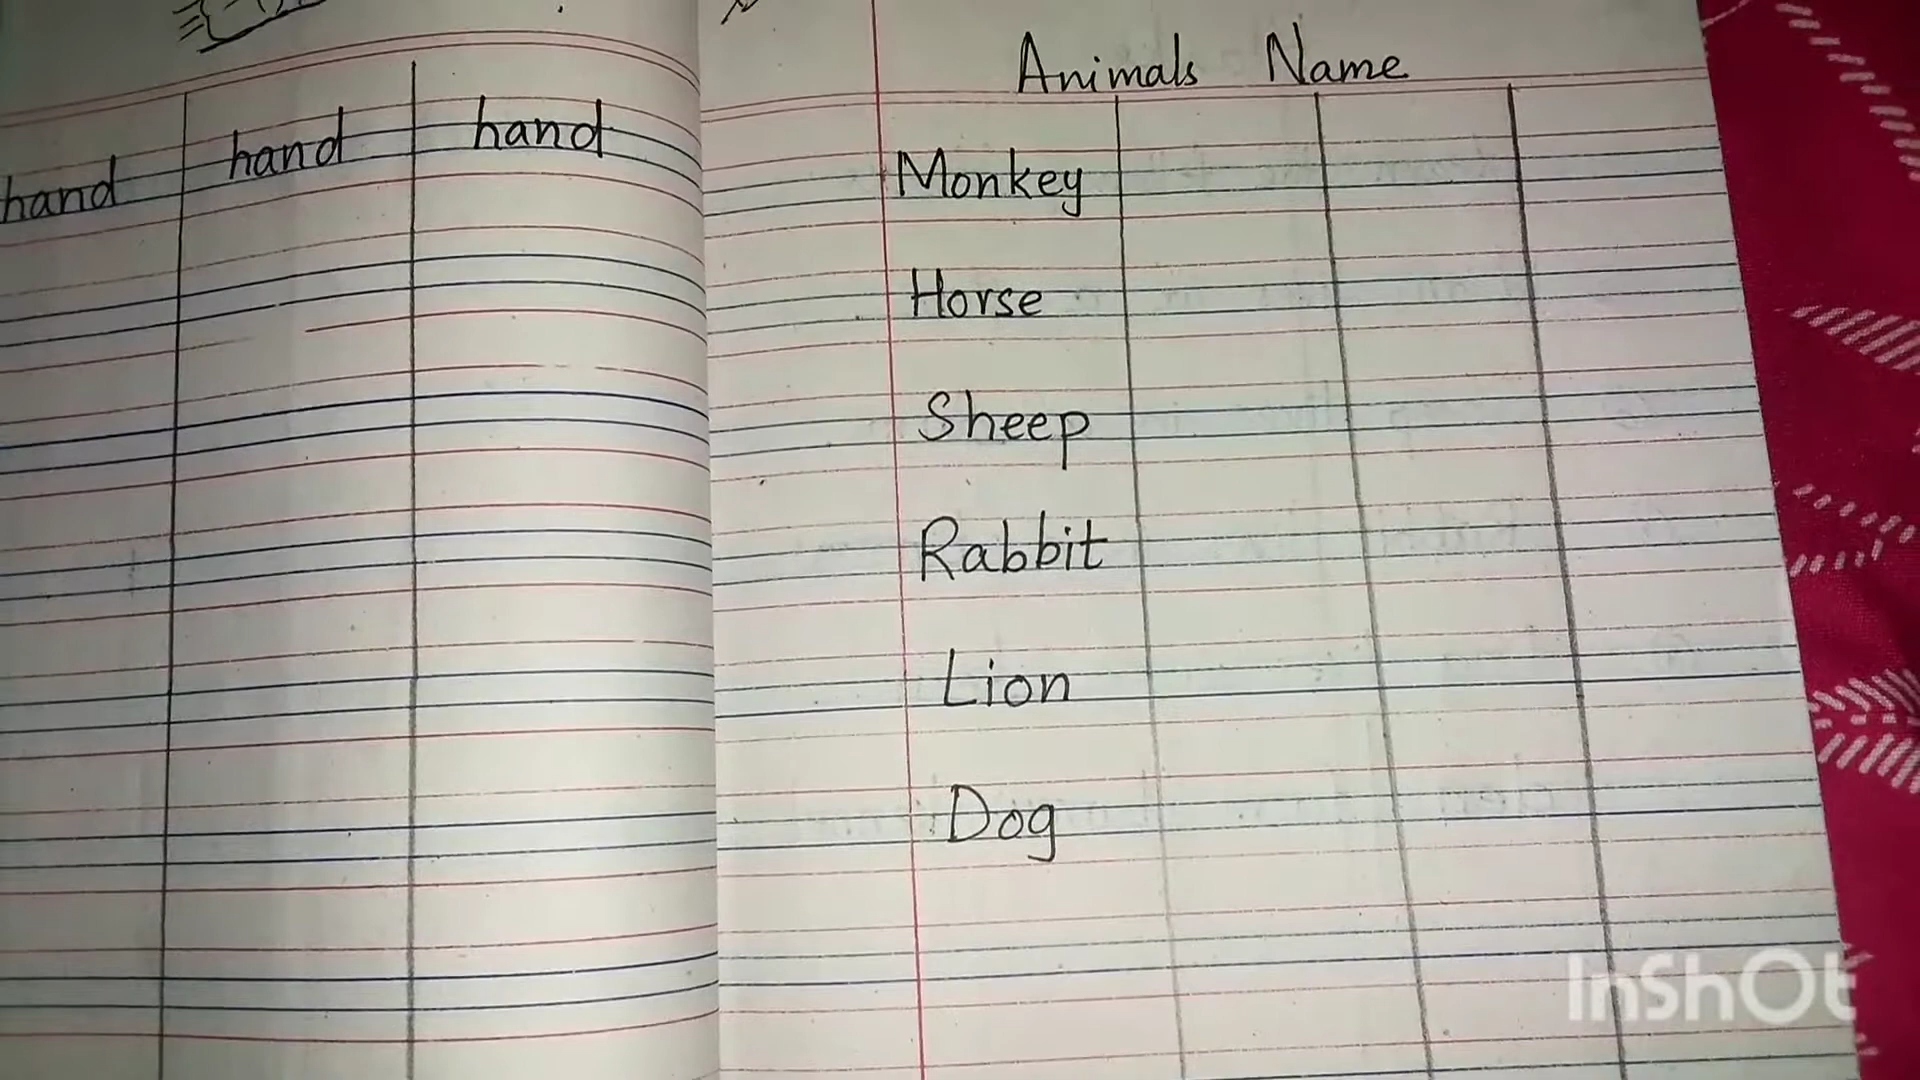 hand hand hand
Animals Name
Monkey
Horse
Sheep
Rabbit
Lion
Dog
InShOt